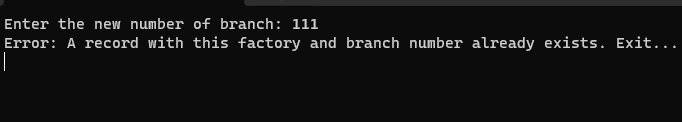 Enter the new number of branch: 111
Error: A record with this factory and branch number already exists. Exit...